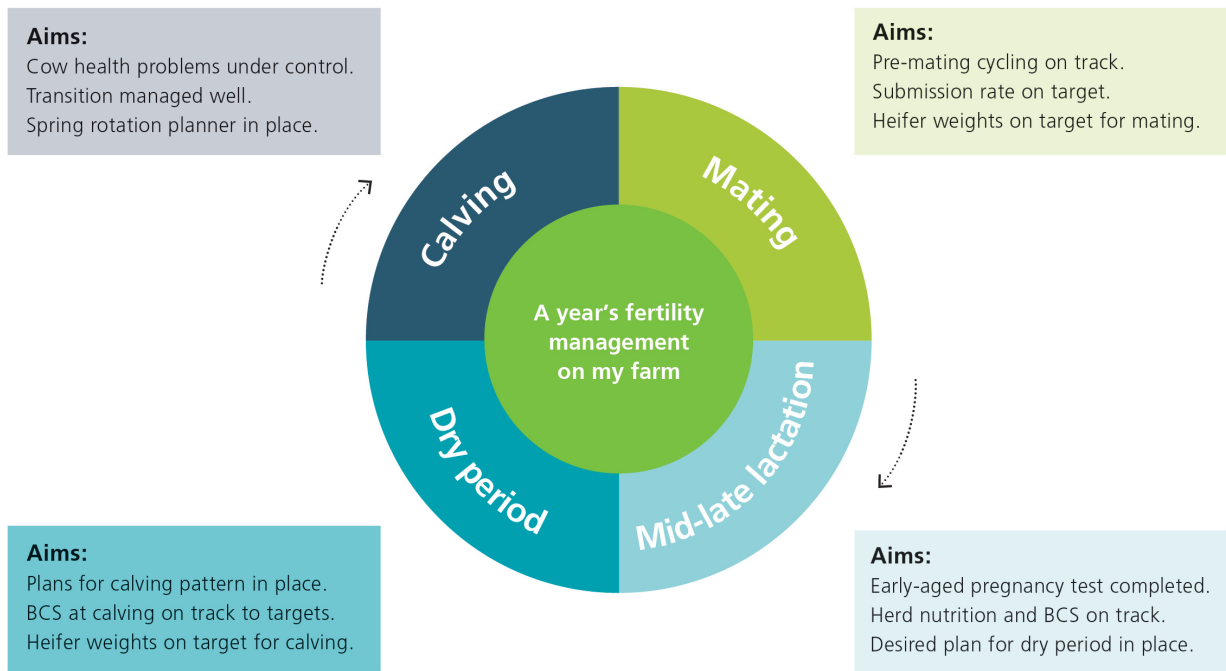 Aims:
Cow health problems under control.
Transition managed well.
Spring rotation planner in place.
Aims:
Pre-mating cycling on track.
Submission rate on target.
Heifer weights on target for mating.
Calving
Mating
A year’s fertility
management
on my farm
Dry period
Mid-late lactation
Aims:
Plans for calving pattern in place.
BCS at calving on track to targets.
Heifer weights on target for calving.
Aims:
Early-aged pregnancy test completed.
Herd nutrition and BCS on track.
Desired plan for dry period in place.